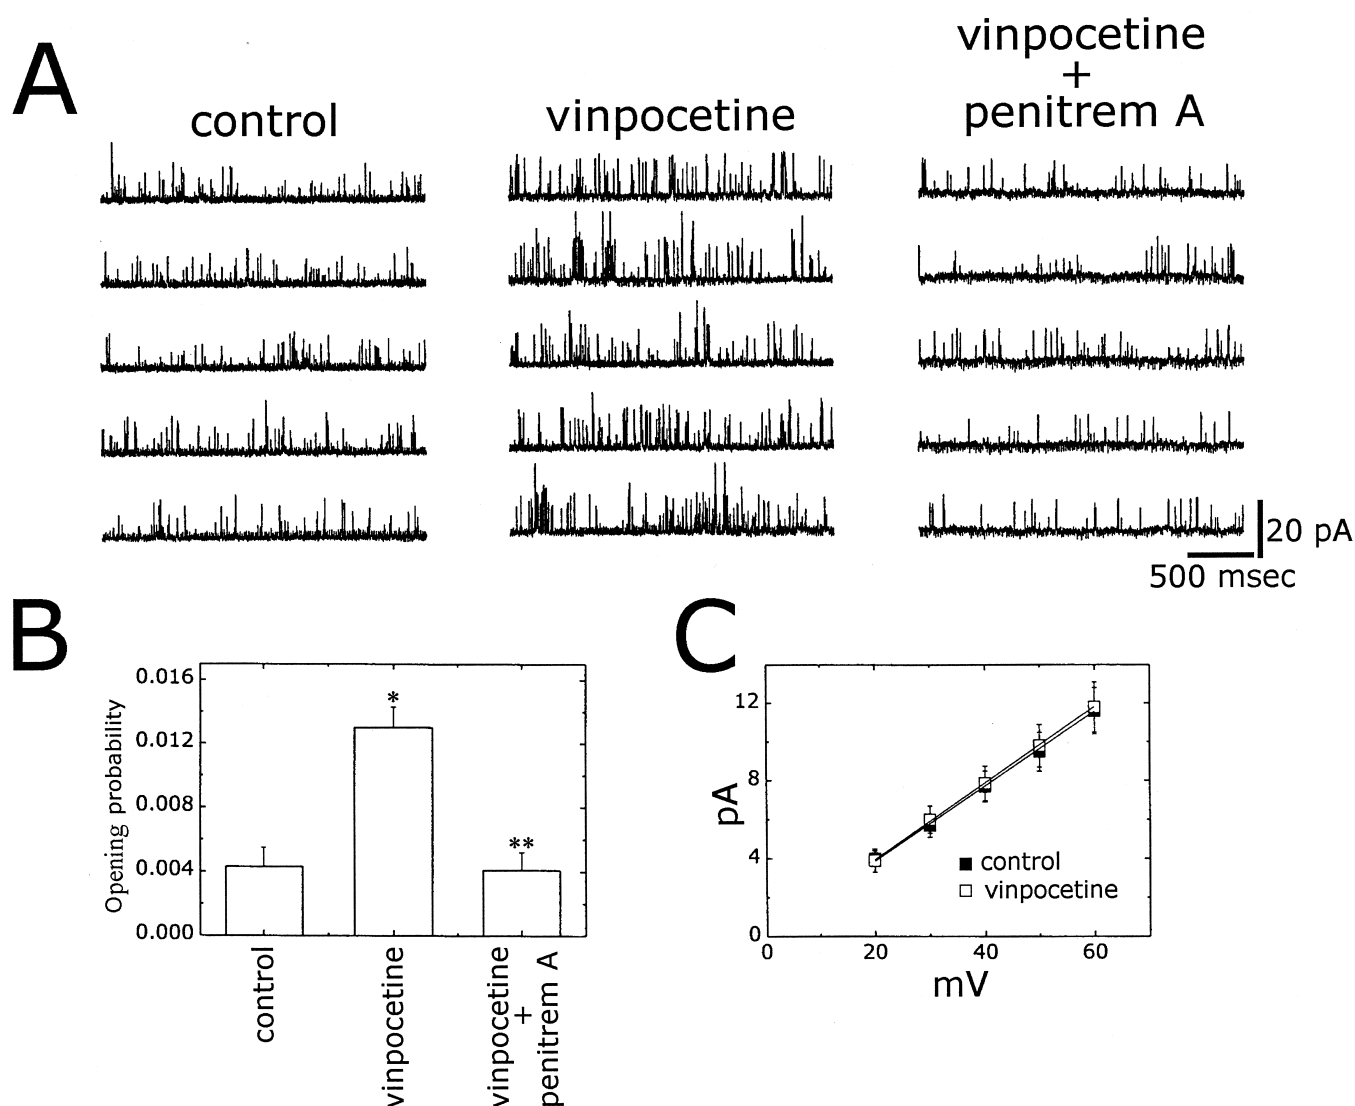 A
control
vinpocetine
vinpocetine
+
penitrem A
20 pA
500 msec
B
Opening probability
0.016
0.012
0.008
0.004
0.000
*
**
control
vinpocetine
vinpocetine
+
penitrem A
C
pA
12
8
4
0
0
20
40
60
mV
control
vinpocetine